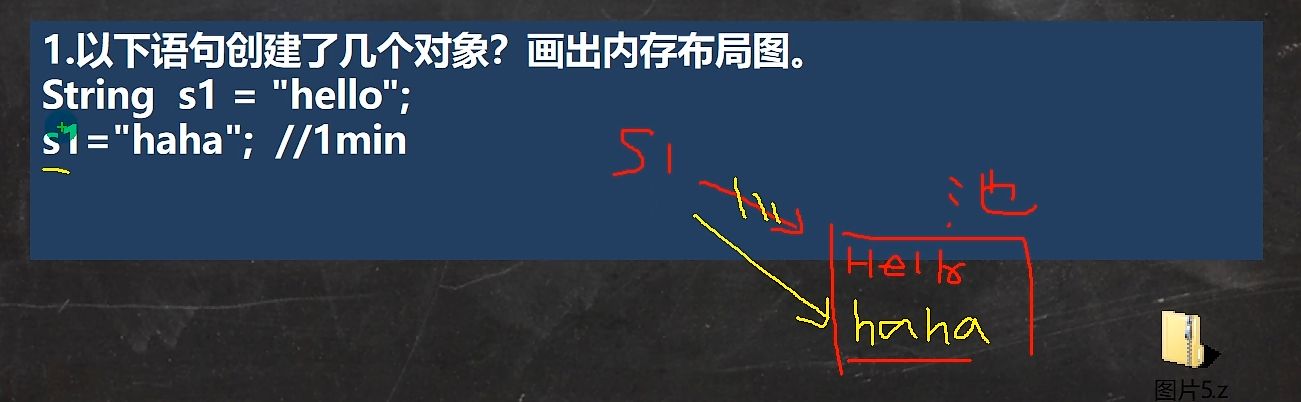 1.以下语句创建了几个对象？画出内存布局图。
String s1 = "hello";
s1="haha"; //1min
S1
池
Hello
haha
图片5.z